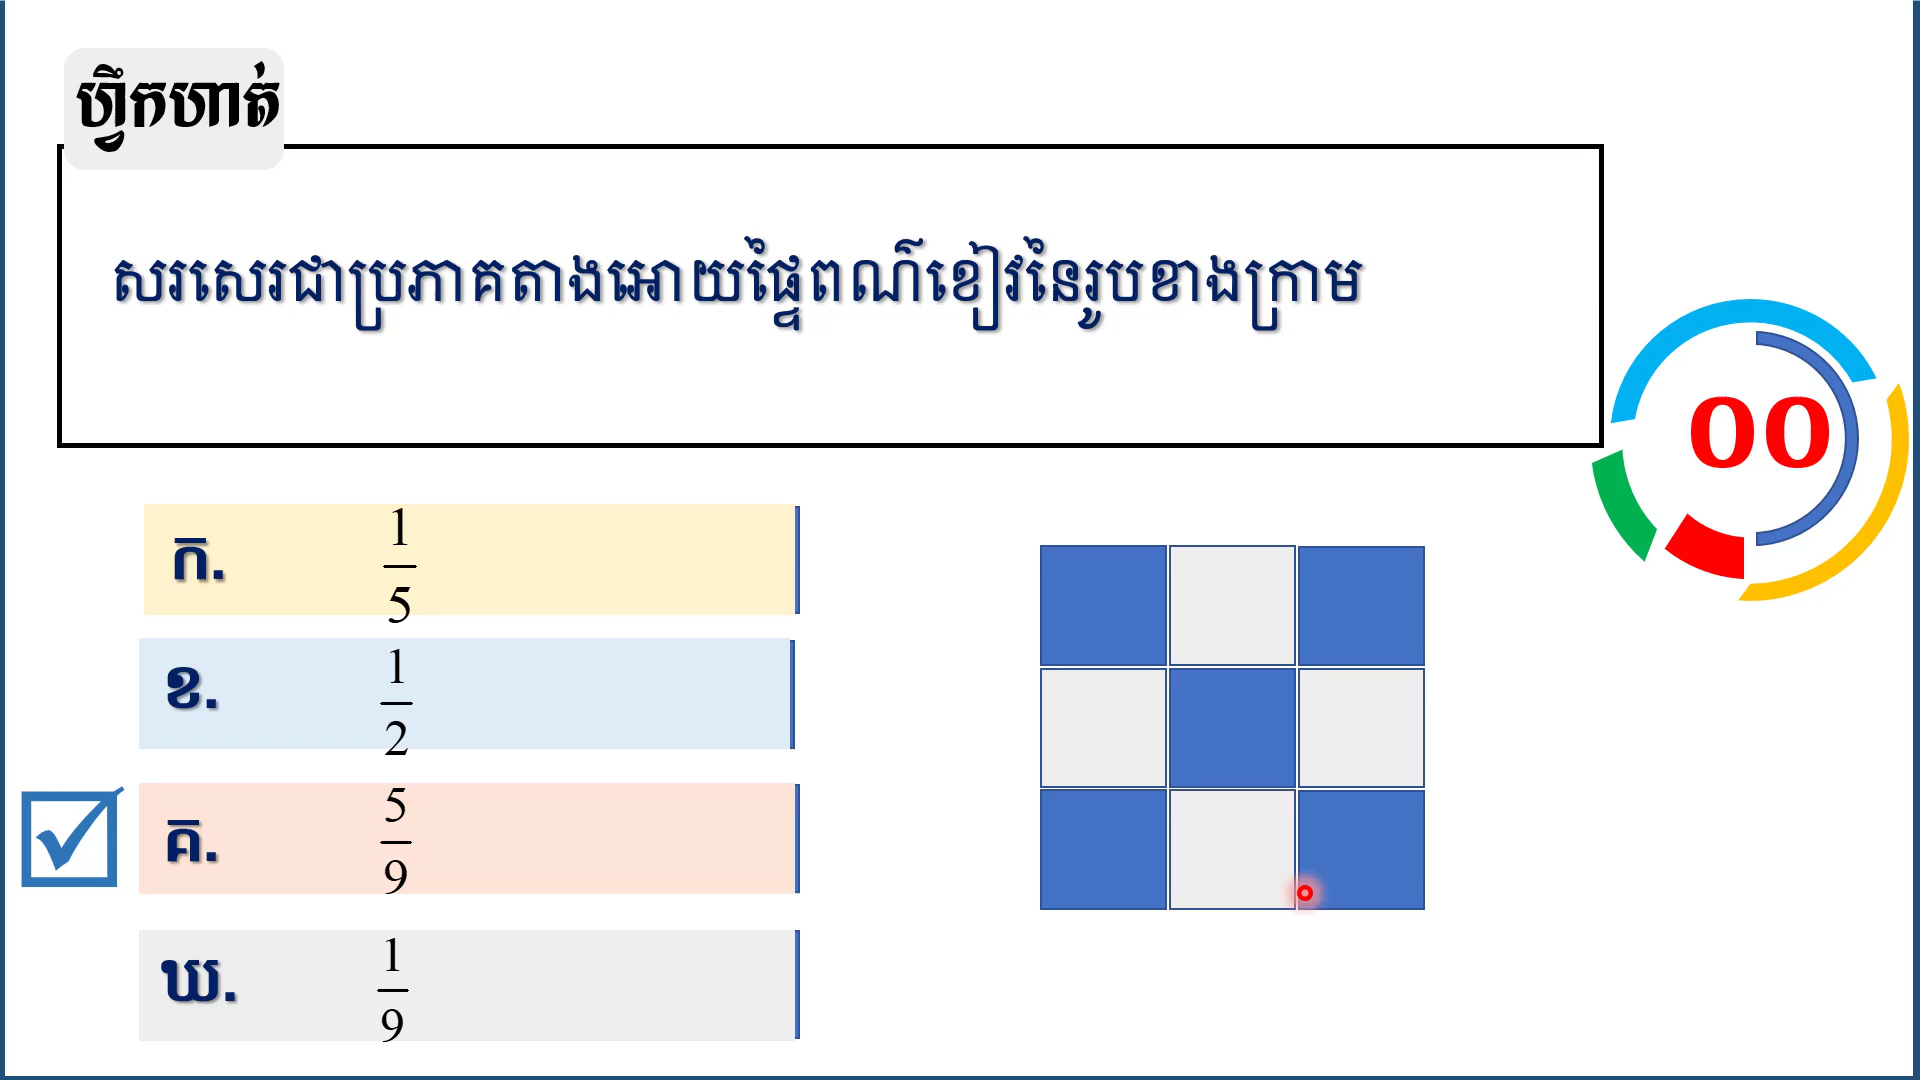 ហ្វឹកហាត់
សរសេរជាប្រភាគតាងអោយផ្ទៃពណ៌ខៀវនៃរូបខាងក្រោម
00
ក. 1/5
ខ. 1/2
គ. 5/9
ឃ. 1/9